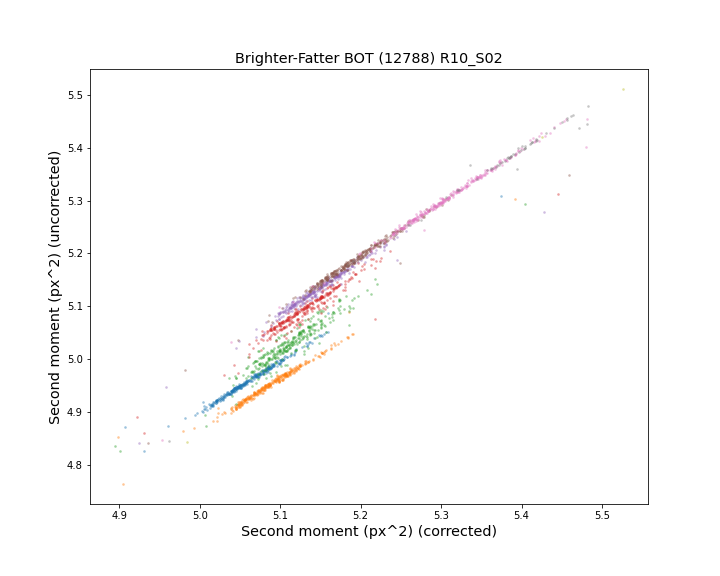 Brighter-Fatter BOT (12788) R10_S02
Second moment (px^2) (uncorrected)
5.5
5.4
5.3
5.2
5.1
5.0
4.9
4.8
4.9 5.0 5.1 5.2 5.3 5.4 5.5
Second moment (px^2) (corrected)